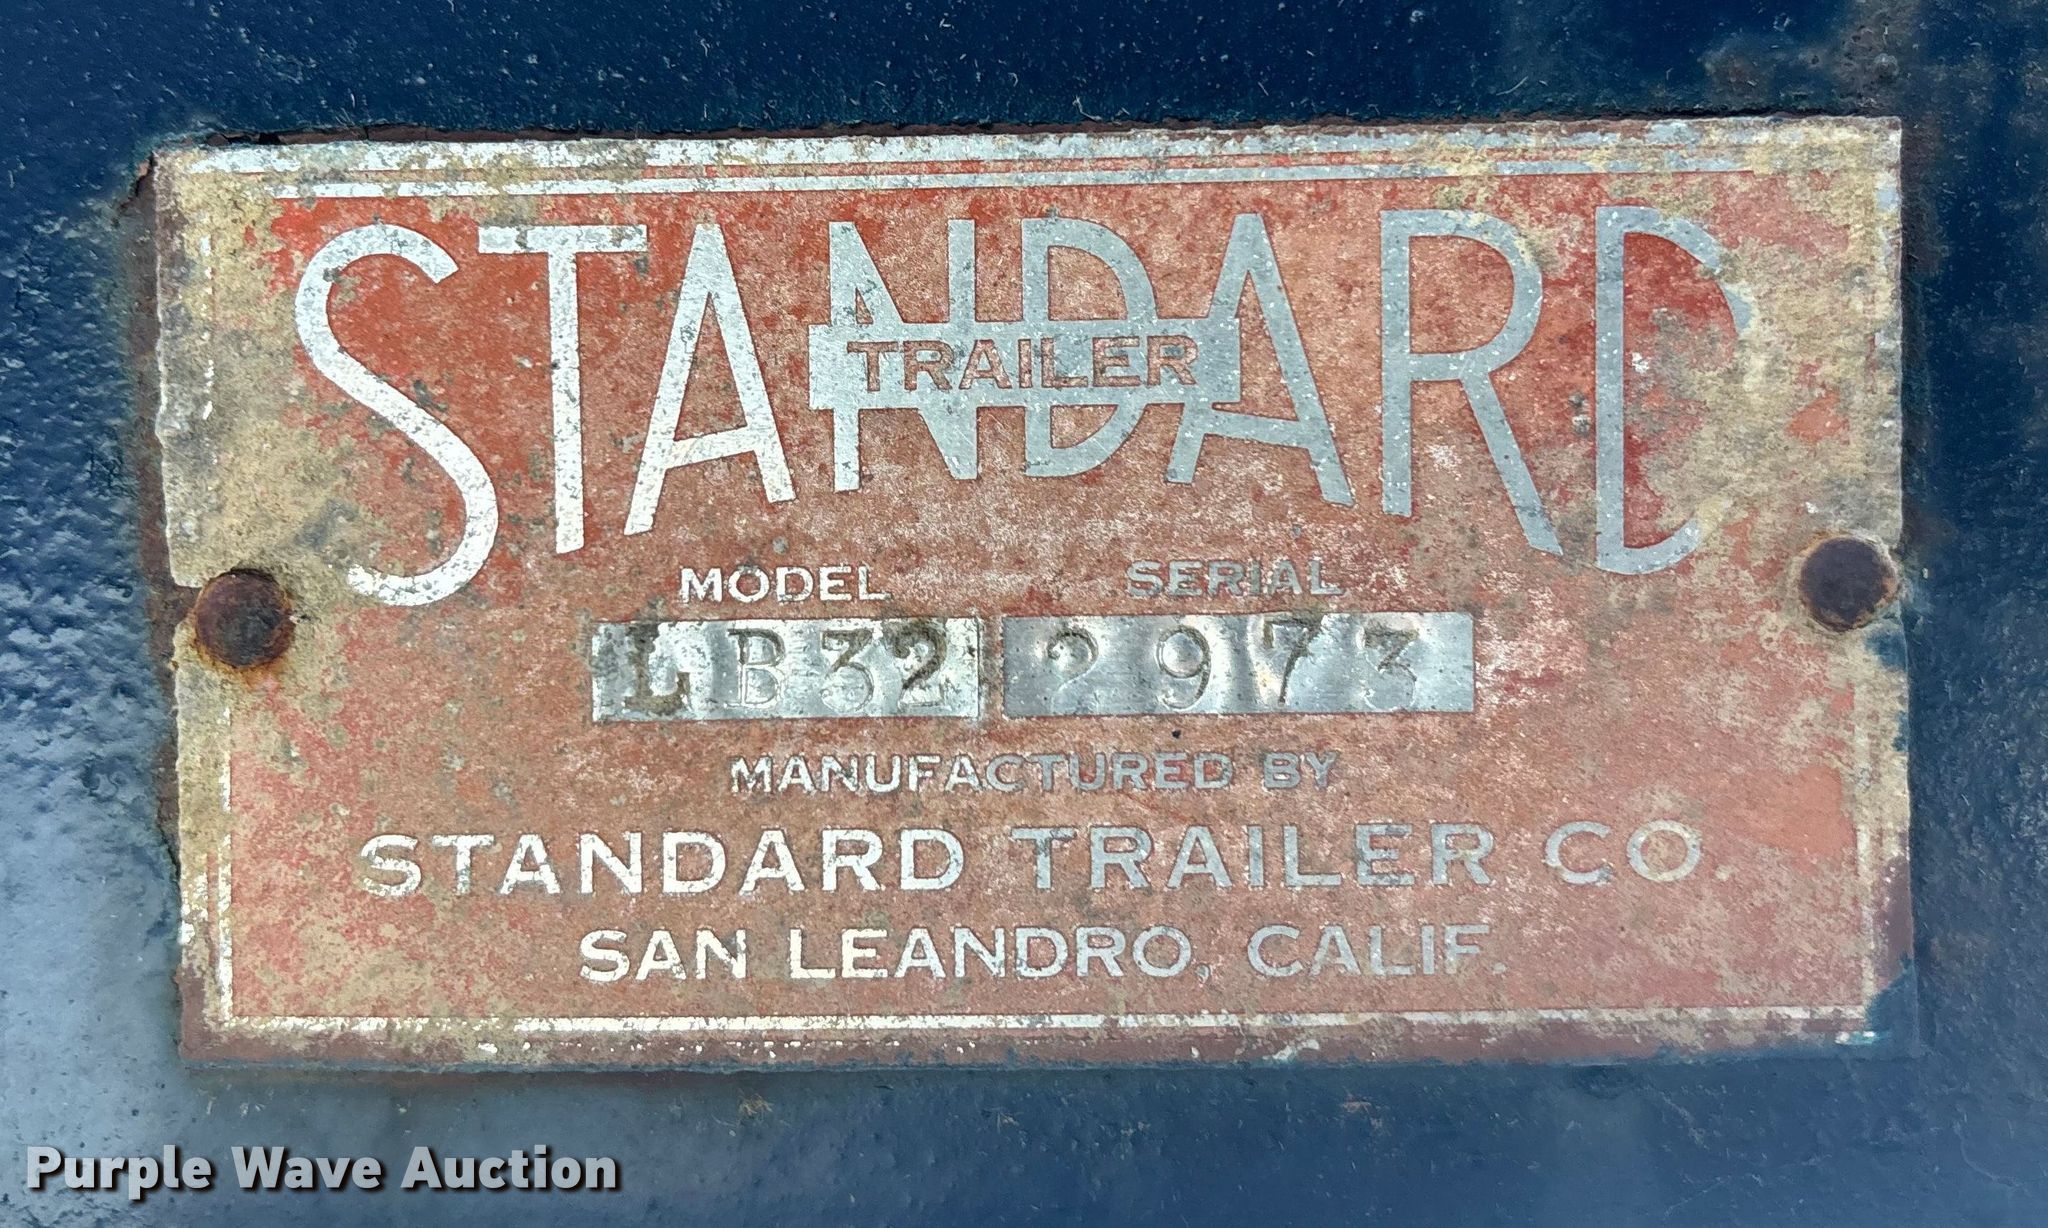 STANDARD
TRAILER
MODEL SERIAL
LB32 2973
MANUFACTURED BY
STANDARD TRAILER CO.
SAN LEANDRO, CALIF.
Purple Wave Auction